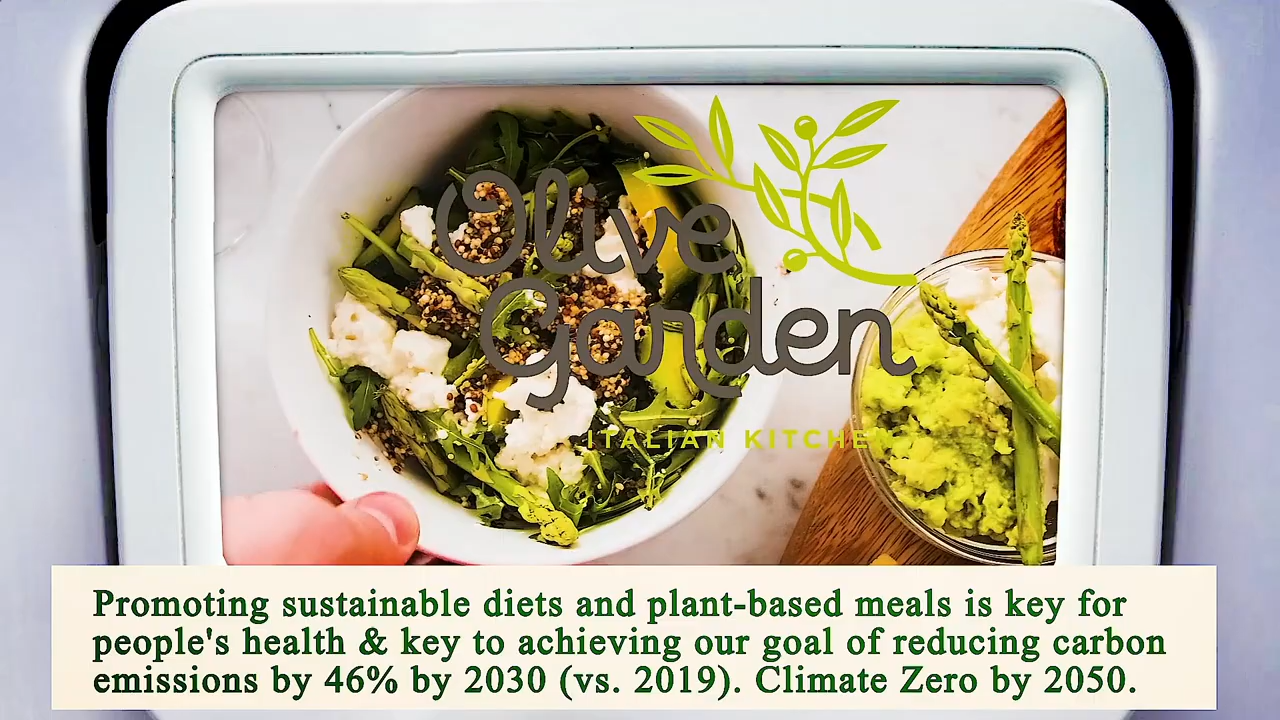 Olive
Garden
ITALIAN KITCHEN
Promoting sustainable diets and plant-based meals is key for
people's health & key to achieving our goal of reducing carbon
emissions by 46% by 2030 (vs. 2019). Climate Zero by 2050.